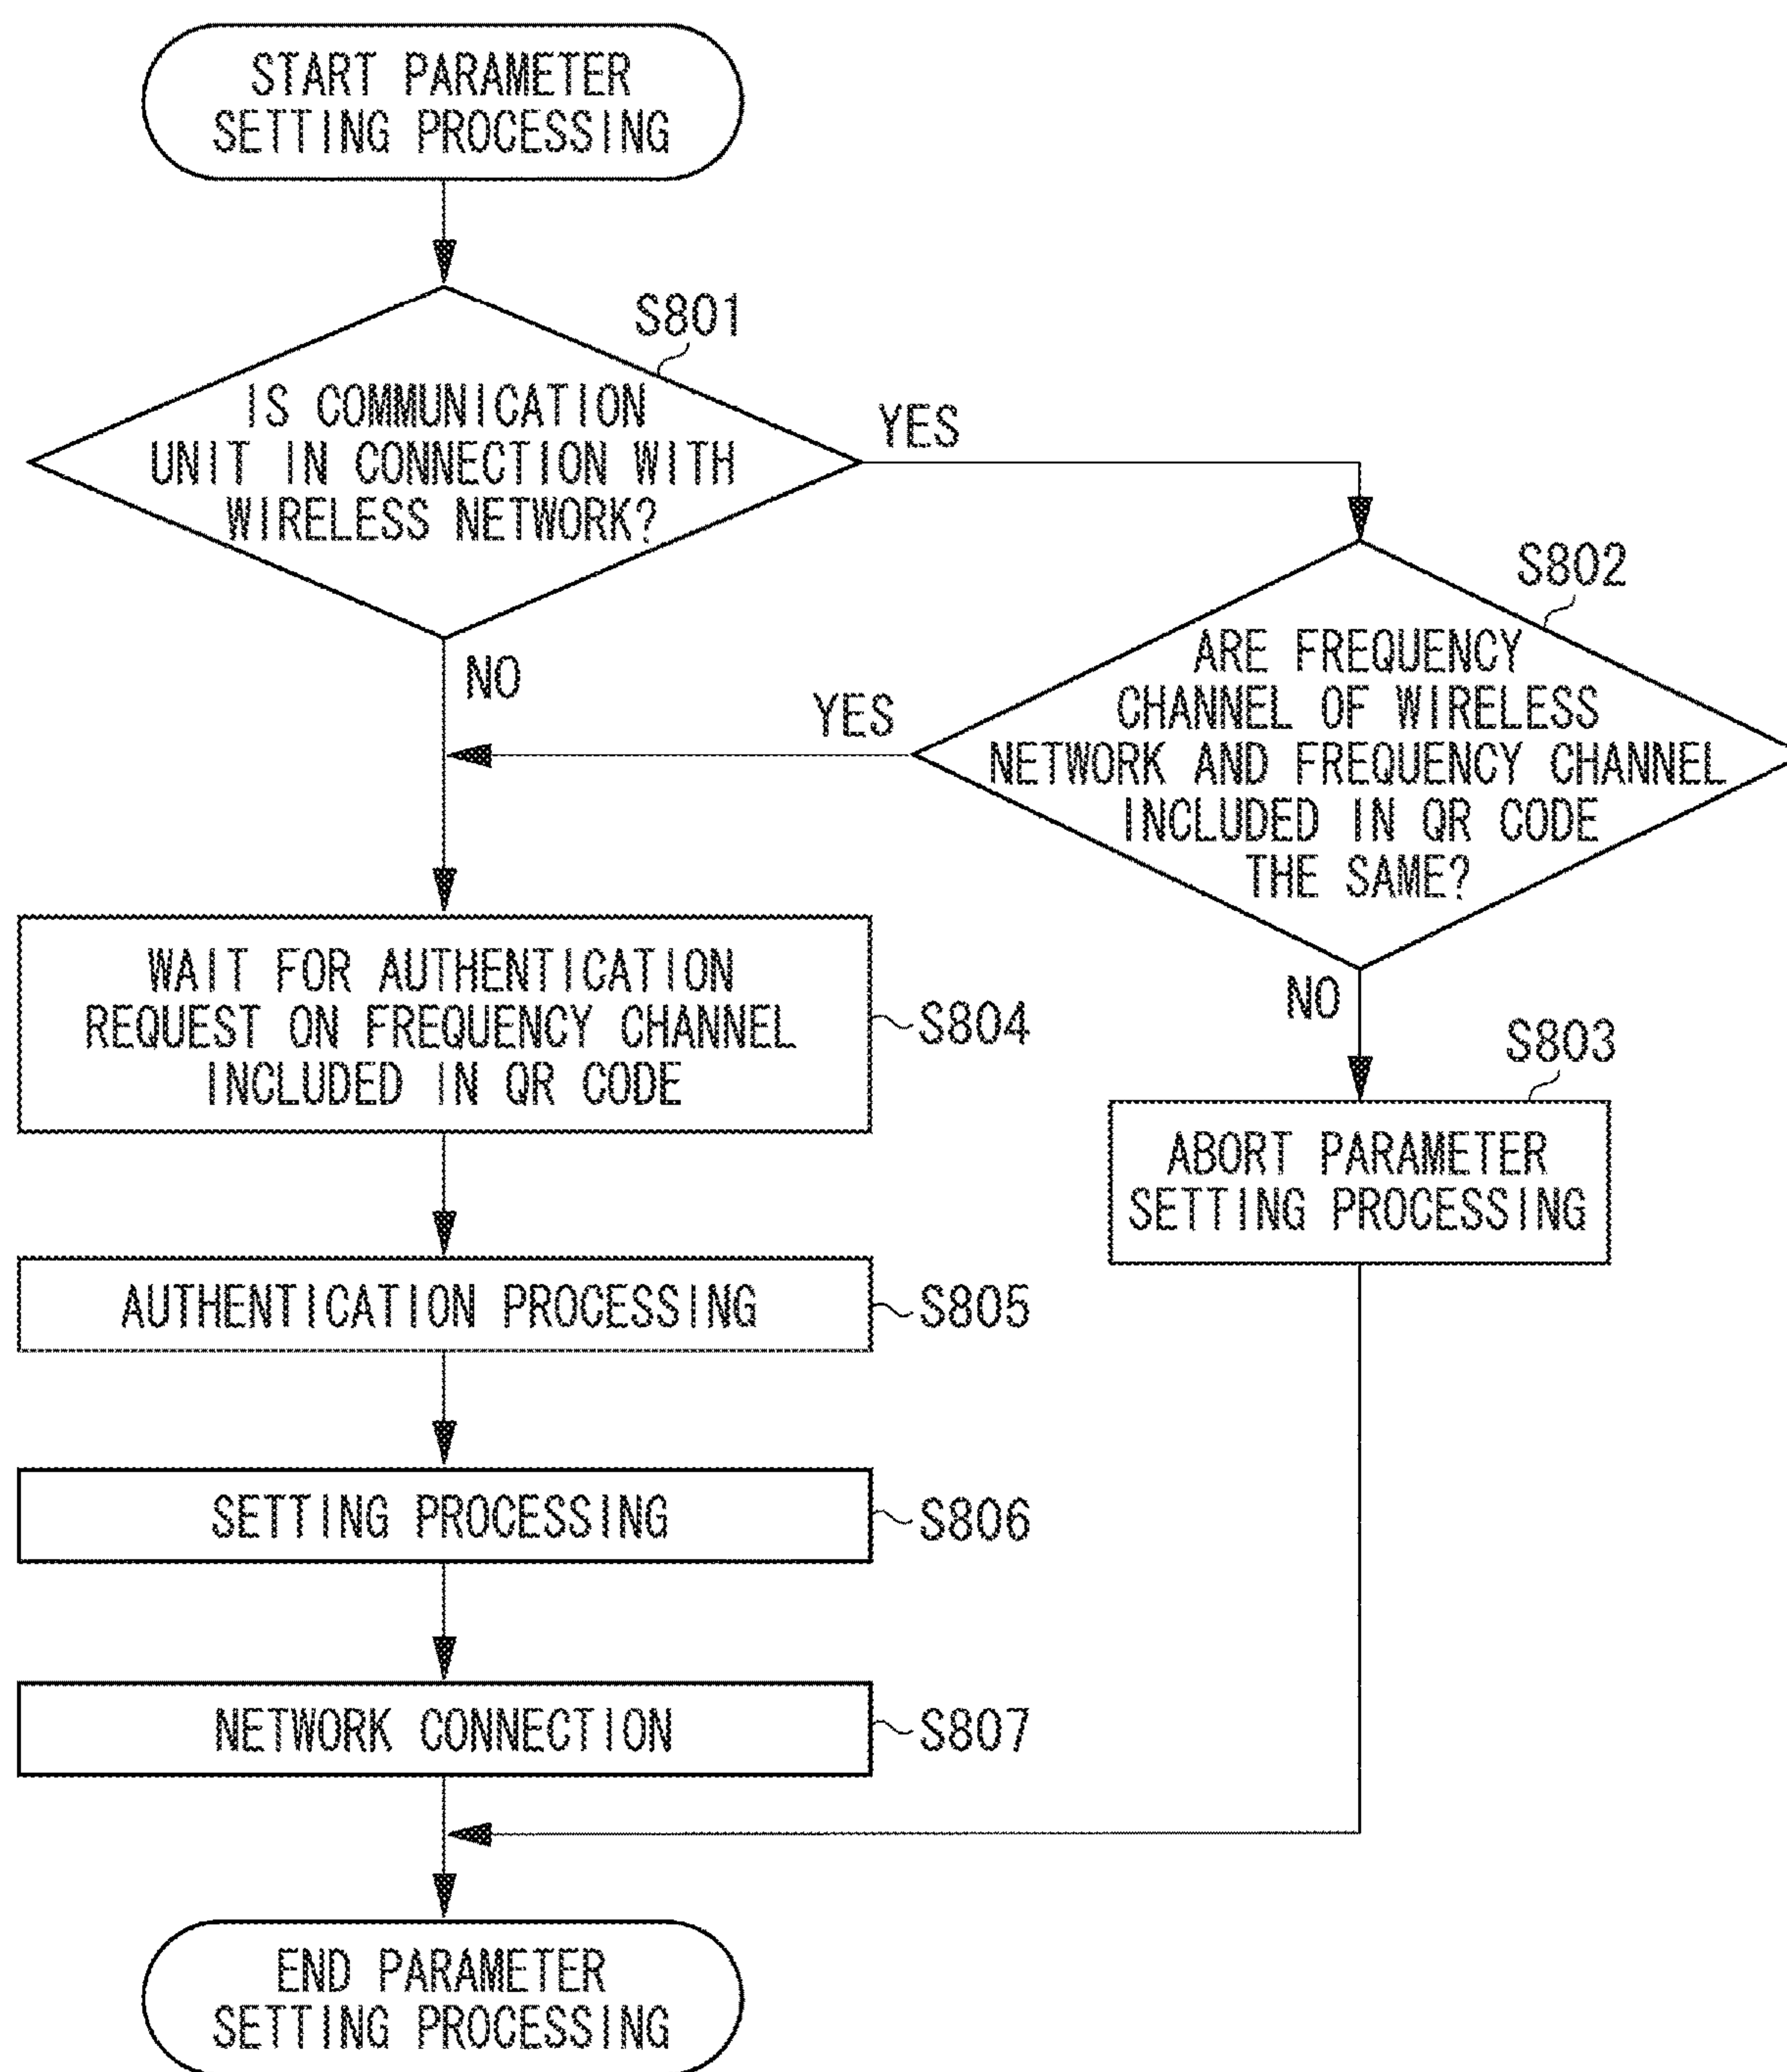 START PARAMETER
SETTING PROCESSING
S801
IS COMMUNICATION
UNIT IN CONNECTION WITH
WIRELESS NETWORK?
YES
NO
S802
ARE FREQUENCY
CHANNEL OF WIRELESS
NETWORK AND FREQUENCY CHANNEL
INCLUDED IN QR CODE
THE SAME?
YES
NO
S803
ABORT PARAMETER
SETTING PROCESSING
WAIT FOR AUTHENTICATION
REQUEST ON FREQUENCY CHANNEL
INCLUDED IN QR CODE
S804
AUTHENTICATION PROCESSING
S805
SETTING PROCESSING
S806
NETWORK CONNECTION
S807
END PARAMETER
SETTING PROCESSING